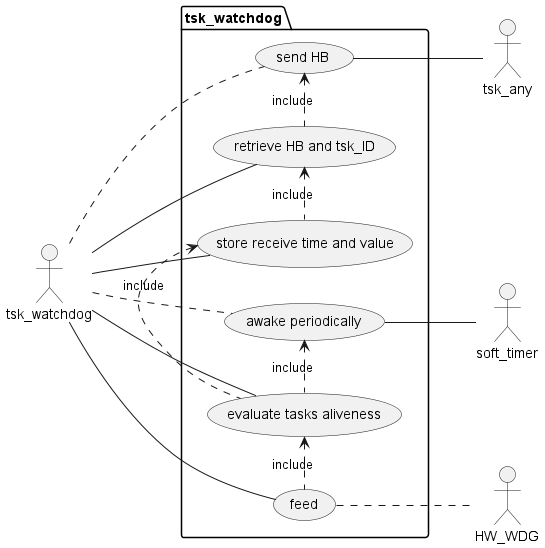 tsk_watchdog
send HB
tsk_any
include
retrieve HB and tsk_ID
include
store receive time and value
include
tsk_watchdog
awake periodically
soft_timer
include
evaluate tasks aliveness
include
feed
HW_WDG